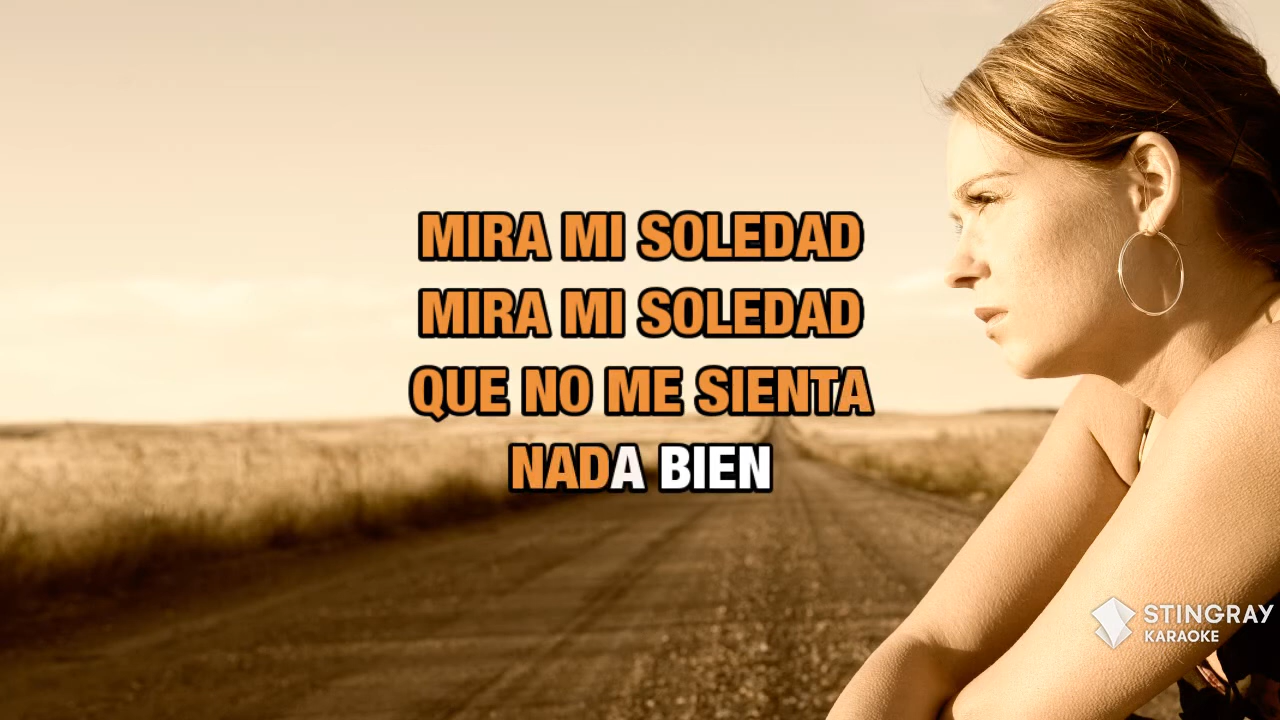 MIRA MI SOLEDAD
MIRA MI SOLEDAD
QUE NO ME SIENTA
NADA BIEN
STINGRAY
KARAOKE